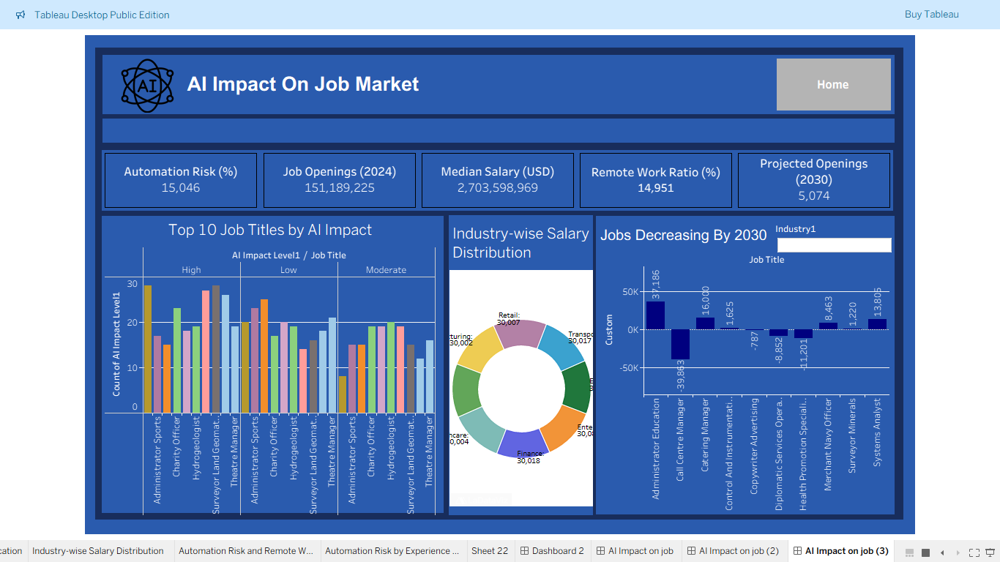 Tableau Desktop Public Edition
Buy Tableau
AI
AI Impact On Job Market
Home
Automation Risk (%)
15,046
Job Openings (2024)
151,189,225
Median Salary (USD)
2,703,598,969
Remote Work Ratio (%)
14,951
Projected Openings
(2030)
5,074
Top 10 Job Titles by AI Impact
AI Impact Level1 / Job Title
High
Low
Moderate
Count of AI Impact Level1
30
20
10
0
Administrator Sports
Charity Officer
Hydrogeologist
Surveyor Land Geomat..
Theatre Manager
Administrator Sports
Charity Officer
Hydrogeologist
Surveyor Land Geomat..
Theatre Manager
Administrator Sports
Charity Officer
Hydrogeologist
Surveyor Land Geomat..
Theatre Manager
Industry-wise Salary
Distribution
Retail:
30,007
Transpo
30,017
Ente
30,08
Finance:
30,018
hcare:
0,004
turing:
30,002
Jobs Decreasing By 2030
Industry1
Job Title
Custom
50K
0K
-50K
37,186
-39,863
16,000
1,625
-787
-8,852
-11,201
8,463
1,220
13,805
Administrator Education
Call Centre Manager
Catering Manager
Control And Instrumentati..
Copywriter Advertising
Diplomatic Services Opera..
Health Promotion Speciali..
Merchant Navy Officer
Surveyor Minerals
Systems Analyst
cation
Industry-wise Salary Distribution
Automation Risk and Remote W...
Automation Risk by Experience ...
Sheet 22
Dashboard 2
AI Impact on job
AI Impact on job (2)
AI Impact on job (3)